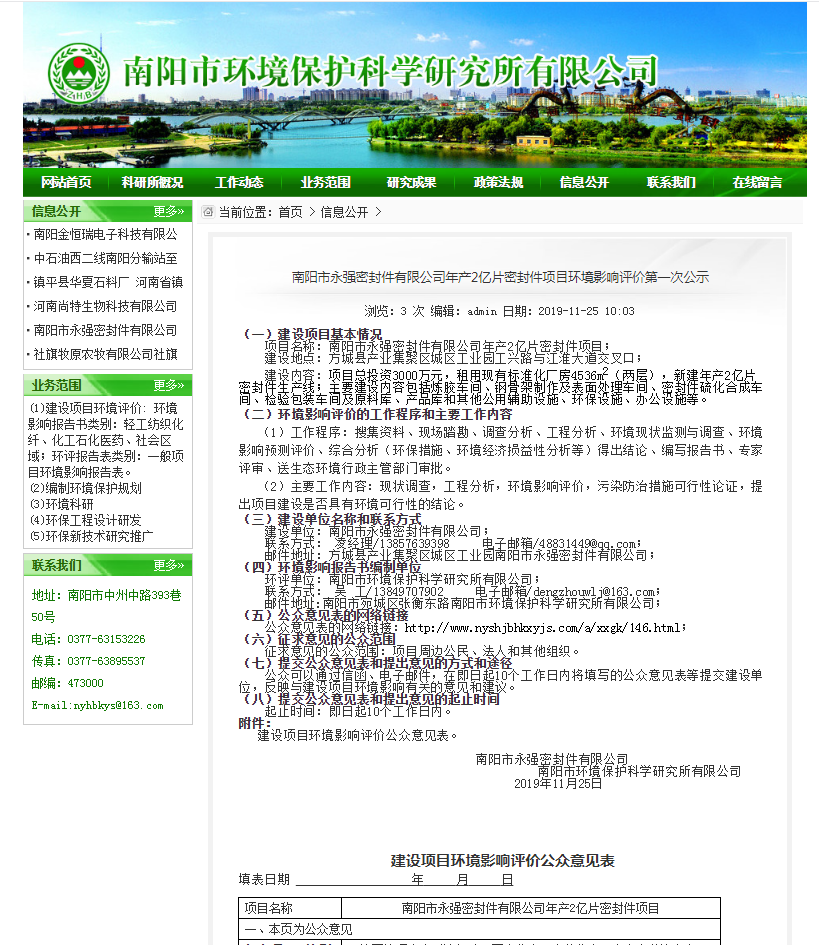 南阳市环境保护科学研究所有限公司
网站首页 科研所概况 工作动态 业务范围 研究成果 政策法规 信息公开 联系我们 在线留言
信息公开 更多»
· 南阳金恒瑞电子科技有限公
· 中石油西二线南阳分输站至
· 镇平县华夏石料厂 河南省镇
· 河南尚特生物科技有限公司
· 南阳市永强密封件有限公司
· 社旗牧原农牧有限公司社旗
业务范围 更多»
(1)建设项目环境评价: 环境
影响报告书类别: 轻工纺织化
纤、化工石化医药、社会区
域; 环评报告表类别: 一般项
目环境影响报告表。
(2)编制环境保护规划
(3)环境科研
(4)环保工程设计研发
(5)环保新技术研究推广
联系我们 更多»
地址: 南阳市中州中路393巷
50号
电话: 0377-63153226
传真: 0377-63895537
邮编: 473000
E-mail:nyhbkys@163.com
当前位置: 首页 > 信息公开 >
南阳市永强密封件有限公司年产2亿片密封件项目环境影响评价第一次公示
浏览: 3 次 编辑: admin 日期: 2019-11-25 10:03
（一）建设项目基本情况
项目名称: 南阳市永强密封件有限公司年产2亿片密封件项目;
建设地点: 方城县产业集聚区城区工业园工兴路与江淮大道交叉口;
建设内容: 项目总投资3000万元, 租用现有标准化厂房4536m²（两层）, 新建年产2亿片
密封件生产线; 主要建设内容包括炼胶车间、钢骨架制作及表面处理车间、密封件硫化合成车
间、检验包装车间及原料库、产品库和其他公用辅助设施、环保设施、办公设施等。
（二）环境影响评价的工作程序和主要工作内容
（1）工作程序: 搜集资料、现场踏勘、调查分析、工程分析、环境现状监测与调查、环境
影响预测评价、综合分析（环保措施、环境经济损益性分析等）得出结论、编写报告书、专家
评审、送生态环境行政主管部门审批。
（2）主要工作内容: 现状调查, 工程分析, 环境影响评价, 污染防治措施可行性论证, 提
出项目建设是否具有环境可行性的结论。
（三）建设单位名称和联系方式
建设单位: 南阳市永强密封件有限公司;
联系方式: 凌经理/13857639398 电子邮箱/48831449@qq.com;
邮件地址: 方城县产业集聚区城区工业园南阳市永强密封件有限公司;
（四）环境影响报告书编制单位
环评单位: 南阳市环境保护科学研究所有限公司;
联系方式: 吴 工/13849707902 电子邮箱/dengzhouwlj@163.com;
邮件地址:南阳市宛城区张衡东路南阳市环境保护科学研究所有限公司;
（五）公众意见表的网络链接
公众意见表的网络链接: http://www.nyshjbhkxyjs.com/a/xxgk/146.html;
（六）征求意见的公众范围
征求意见的公众范围: 项目周边公民、法人和其他组织。
（七）提交公众意见表和提出意见的方式和途径
公众可以通过信函、电子邮件, 在即日起10个工作日内将填写的公众意见表等提交建设单
位, 反映与建设项目环境影响有关的意见和建议。
（八）提交公众意见表和提出意见的起止时间
起止时间: 即日起10个工作日内。
附件:
建设项目环境影响评价公众意见表。
南阳市永强密封件有限公司
南阳市环境保护科学研究所有限公司
2019年11月25日
建设项目环境影响评价公众意见表
填表日期 年 月 日
项目名称 南阳市永强密封件有限公司年产2亿片密封件项目
一、本页为公众意见